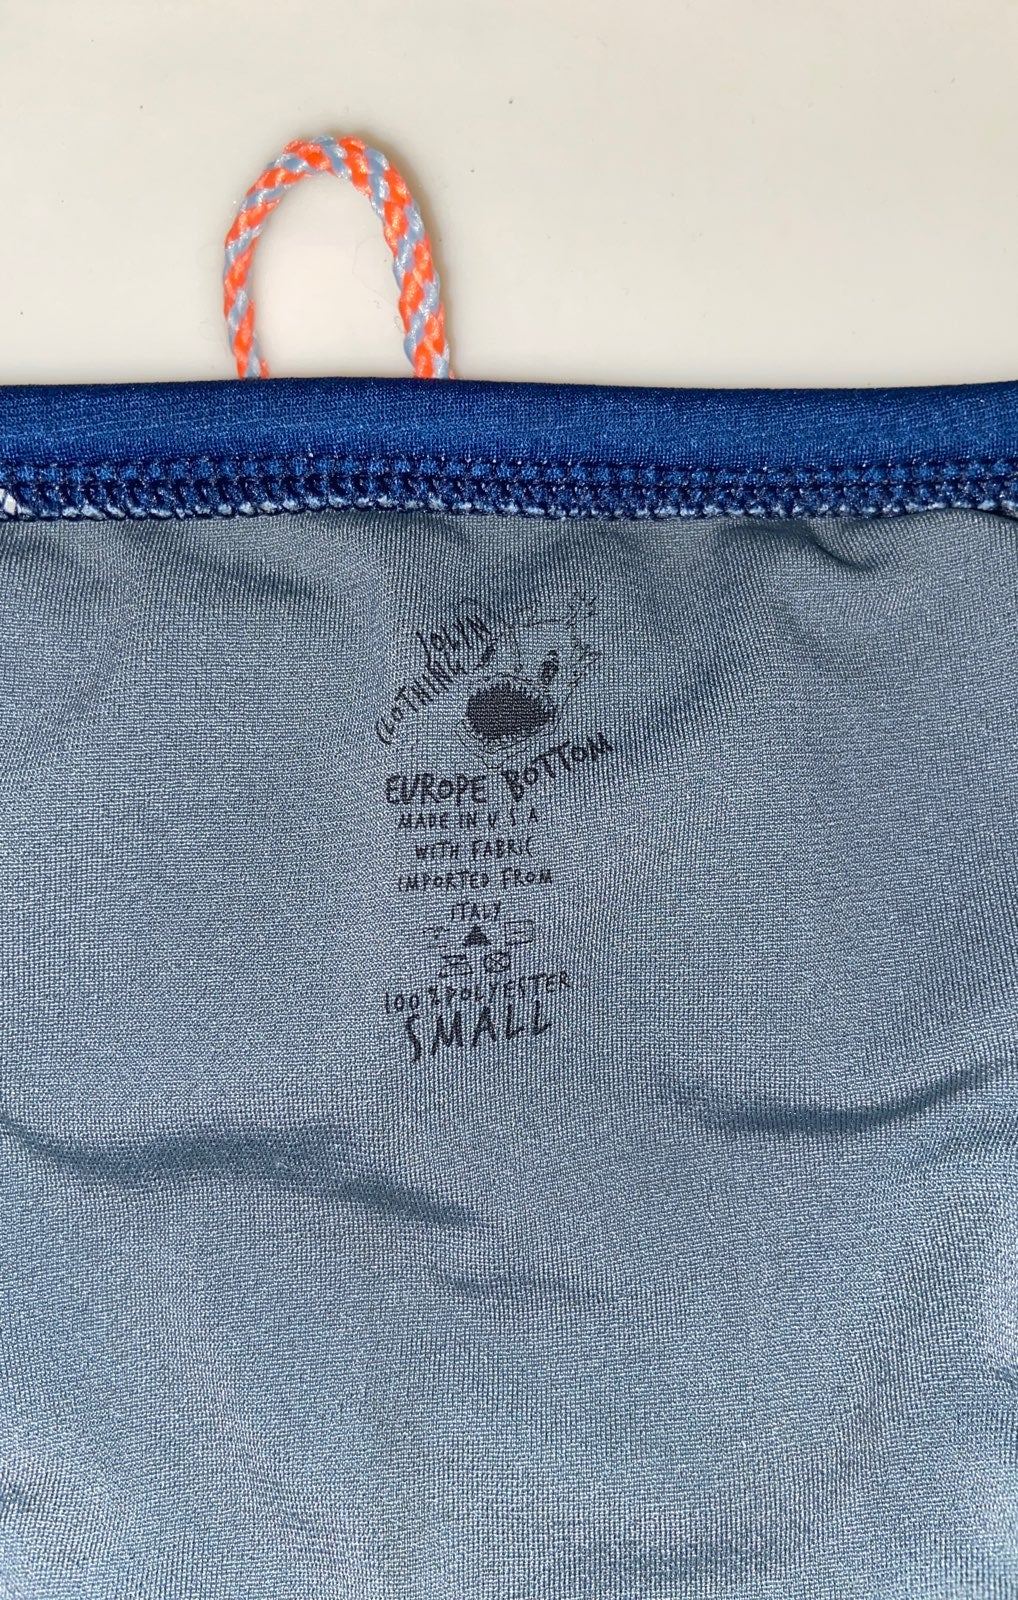 JOLYN
CLOTHING
EUROPE BOTTOM
MADE IN U S A
WITH FABRIC
IMPORTED FROM
ITALY
100% POLYESTER
SMALL